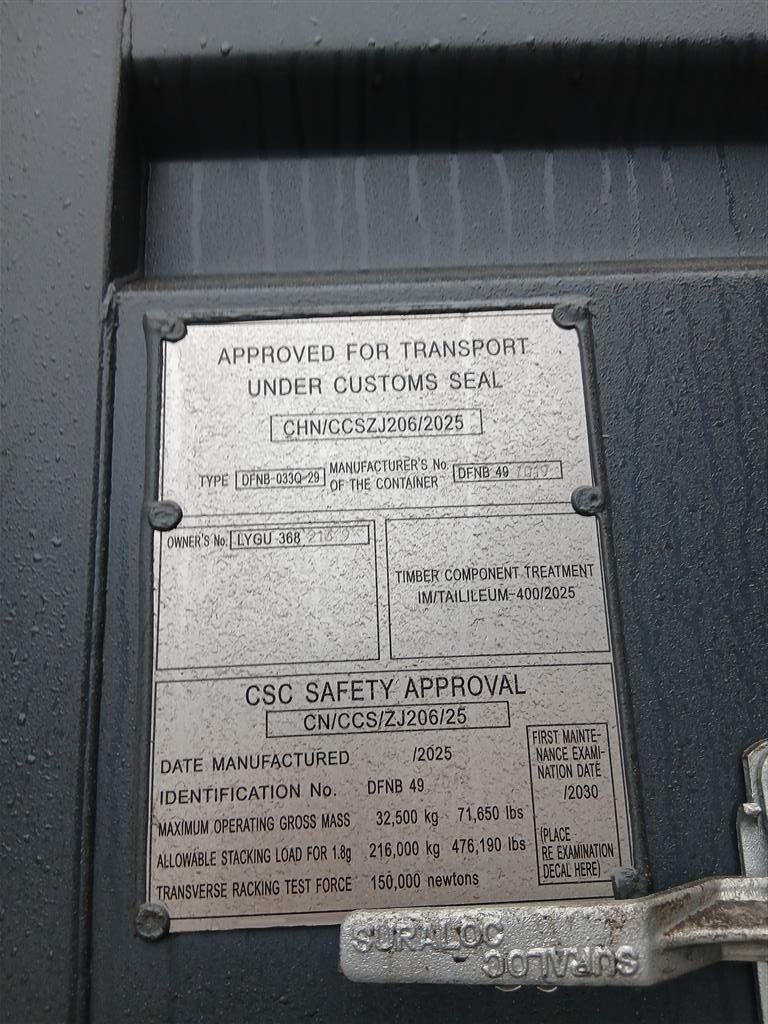 APPROVED FOR TRANSPORT
UNDER CUSTOMS SEAL
CHN/CCSZJ206/2025
TYPE DFNB-033Q-29 MANUFACTURER'S No. OF THE CONTAINER DFNB 49
OWNER'S No. LYGU 368
TIMBER COMPONENT TREATMENT
IM/TAILILEUM-400/2025
CSC SAFETY APPROVAL
CN/CCS/ZJ206/25
DATE MANUFACTURED /2025
IDENTIFICATION No. DFNB 49
MAXIMUM OPERATING GROSS MASS 32,500 kg 71,650 lbs
ALLOWABLE STACKING LOAD FOR 1.8g 216,000 kg 476,190 lbs
TRANSVERSE RACKING TEST FORCE 150,000 newtons
FIRST MAINTE-
NANCE EXAMI-
NATION DATE
/2030
(PLACE
RE EXAMINATION
DECAL HERE)
SURALOC
SURALOC